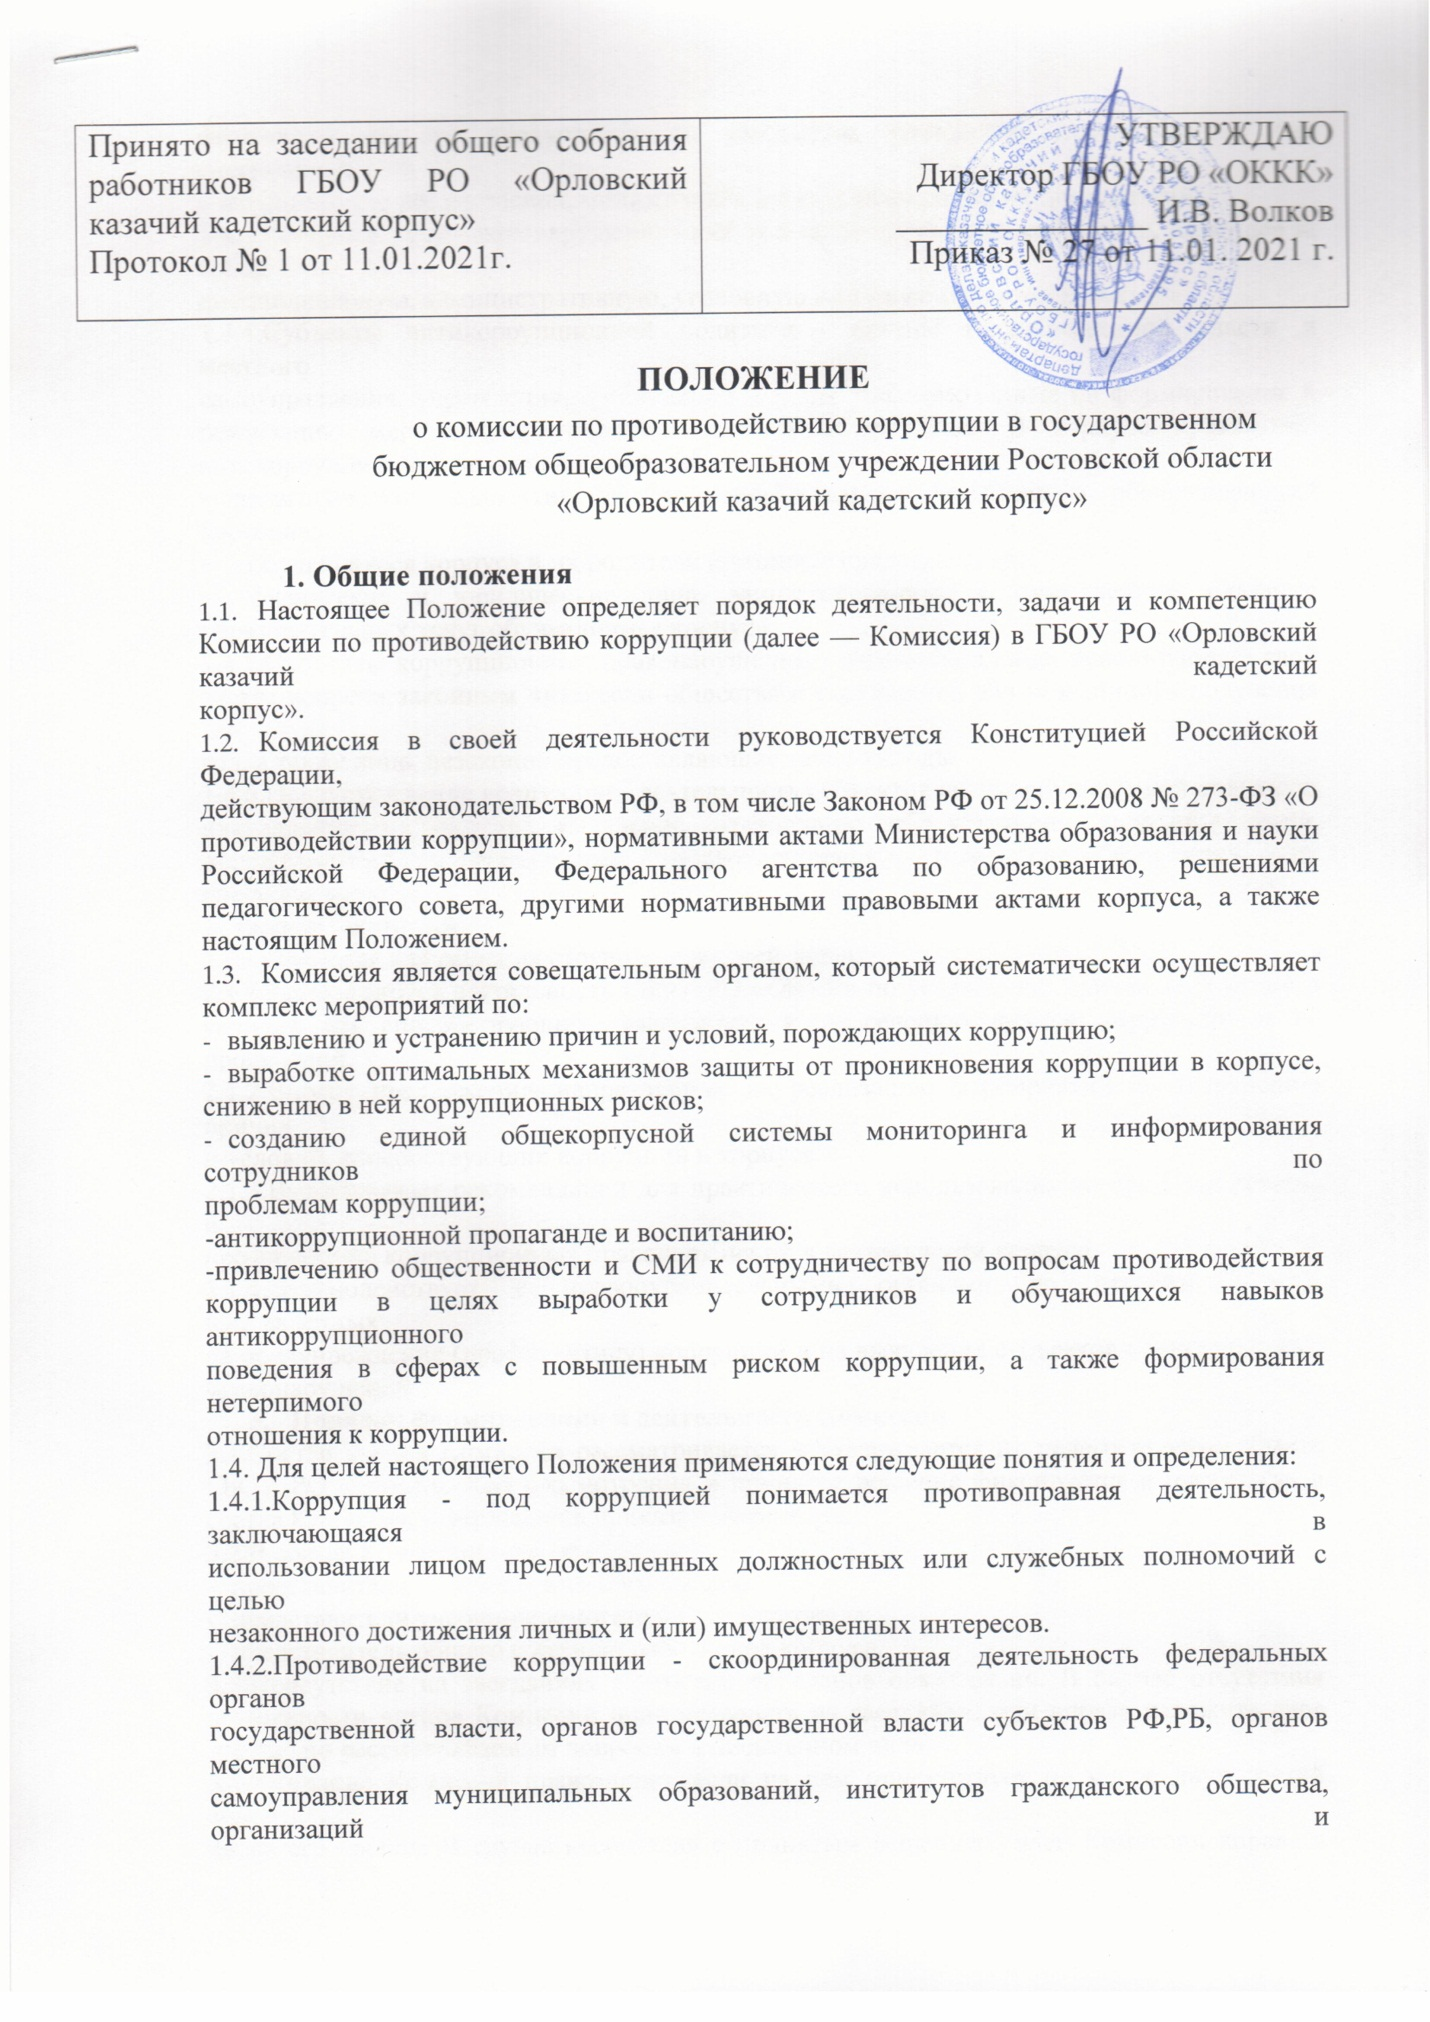 Принято на заседании общего собрания
работников ГБОУ РО «Орловский
казачий кадетский корпус»
Протокол № 1 от 11.01.2021г.
УТВЕРЖДАЮ
Директор ГБОУ РО «ОККК»
И.В. Волков
Приказ № 27 от 11.01. 2021 г.
ПОЛОЖЕНИЕ
о комиссии по противодействию коррупции в государственном
бюджетном общеобразовательном учреждении Ростовской области
«Орловский казачий кадетский корпус»
1. Общие положения
1.1. Настоящее Положение определяет порядок деятельности, задачи и компетенцию
Комиссии по противодействию коррупции (далее — Комиссия) в ГБОУ РО «Орловский
казачий кадетский
корпус».
1.2. Комиссия в своей деятельности руководствуется Конституцией Российской
Федерации,
действующим законодательством РФ, в том числе Законом РФ от 25.12.2008 № 273-ФЗ «О
противодействии коррупции», нормативными актами Министерства образования и науки
Российской Федерации, Федерального агентства по образованию, решениями
педагогического совета, другими нормативными правовыми актами корпуса, а также
настоящим Положением.
1.3. Комиссия является совещательным органом, который систематически осуществляет
комплекс мероприятий по:
- выявлению и устранению причин и условий, порождающих коррупцию;
- выработке оптимальных механизмов защиты от проникновения коррупции в корпусе,
снижению в ней коррупционных рисков;
- созданию единой общекорпусной системы мониторинга и информирования
сотрудников по
проблемам коррупции;
-антикоррупционной пропаганде и воспитанию;
-привлечению общественности и СМИ к сотрудничеству по вопросам противодействия
коррупции в целях выработки у сотрудников и обучающихся навыков
антикоррупционного
поведения в сферах с повышенным риском коррупции, а также формирования
нетерпимого
отношения к коррупции.
1.4. Для целей настоящего Положения применяются следующие понятия и определения:
1.4.1.Коррупция - под коррупцией понимается противоправная деятельность,
заключающаяся в
использовании лицом предоставленных должностных или служебных полномочий с
целью
незаконного достижения личных и (или) имущественных интересов.
1.4.2.Противодействие коррупции - скоординированная деятельность федеральных
органов
государственной власти, органов государственной власти субъектов РФ,РБ, органов
местного
самоуправления муниципальных образований, институтов гражданского общества,
организаций и